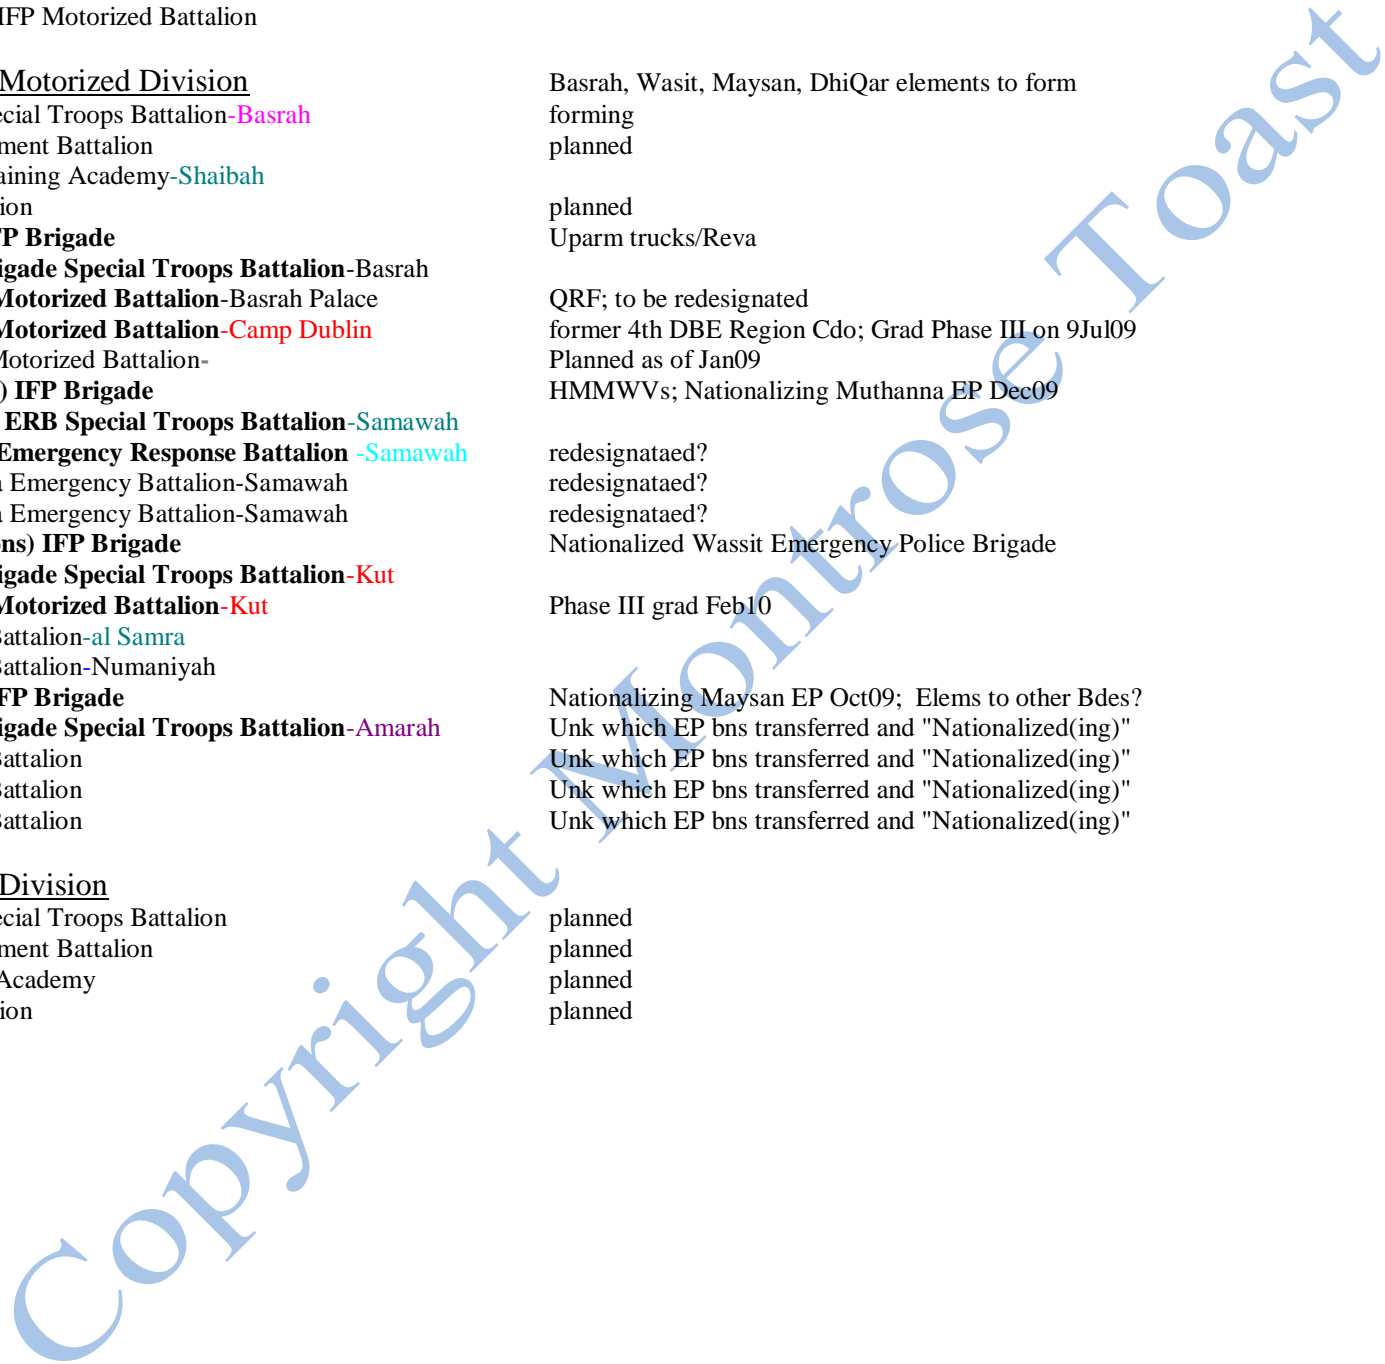 IFP Motorized Battalion
Motorized Division Basrah, Wasit, Maysan, DhiQar elements to form
ecial Troops Battalion-Basrah forming
ment Battalion planned
aining Academy-Shaibah
ion planned
FP Brigade Uparm trucks/Reva
igade Special Troops Battalion-Basrah
Motorized Battalion-Basrah Palace QRF; to be redesignated
Motorized Battalion-Camp Dublin former 4th DBE Region Cdo; Grad Phase III on 9Jul09
Motorized Battalion- Planned as of Jan09
) IFP Brigade HMMWVs; Nationalizing Muthanna EP Dec09
ERB Special Troops Battalion-Samawah
Emergency Response Battalion -Samawah redesignataed?
a Emergency Battalion-Samawah redesignataed?
a Emergency Battalion-Samawah redesignataed?
ons) IFP Brigade Nationalized Wassit Emergency Police Brigade
igade Special Troops Battalion-Kut
Motorized Battalion-Kut Phase III grad Feb10
Battalion-al Samra
Battalion-Numaniyah
FP Brigade Nationalizing Maysan EP Oct09; Elems to other Bdes?
igade Special Troops Battalion-Amarah Unk which EP bns transferred and "Nationalized(ing)"
Battalion Unk which EP bns transferred and "Nationalized(ing)"
Battalion Unk which EP bns transferred and "Nationalized(ing)"
Battalion Unk which EP bns transferred and "Nationalized(ing)"
Division
ecial Troops Battalion planned
ment Battalion planned
Academy planned
ion planned
Copyright Montrose Toast